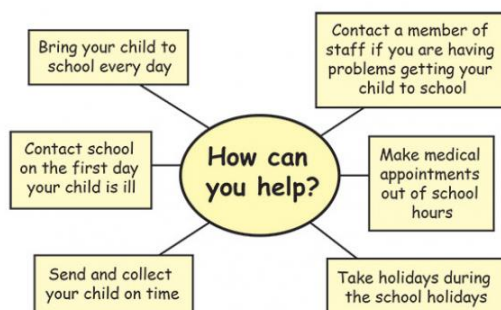 Bring your child to
school every day
Contact a member of
staff if you are having
problems getting your
child to school
Contact school
on the first day
your child is ill
How can
you help?
Make medical
appointments
out of school
hours
Send and collect
your child on time
Take holidays during
the school holidays